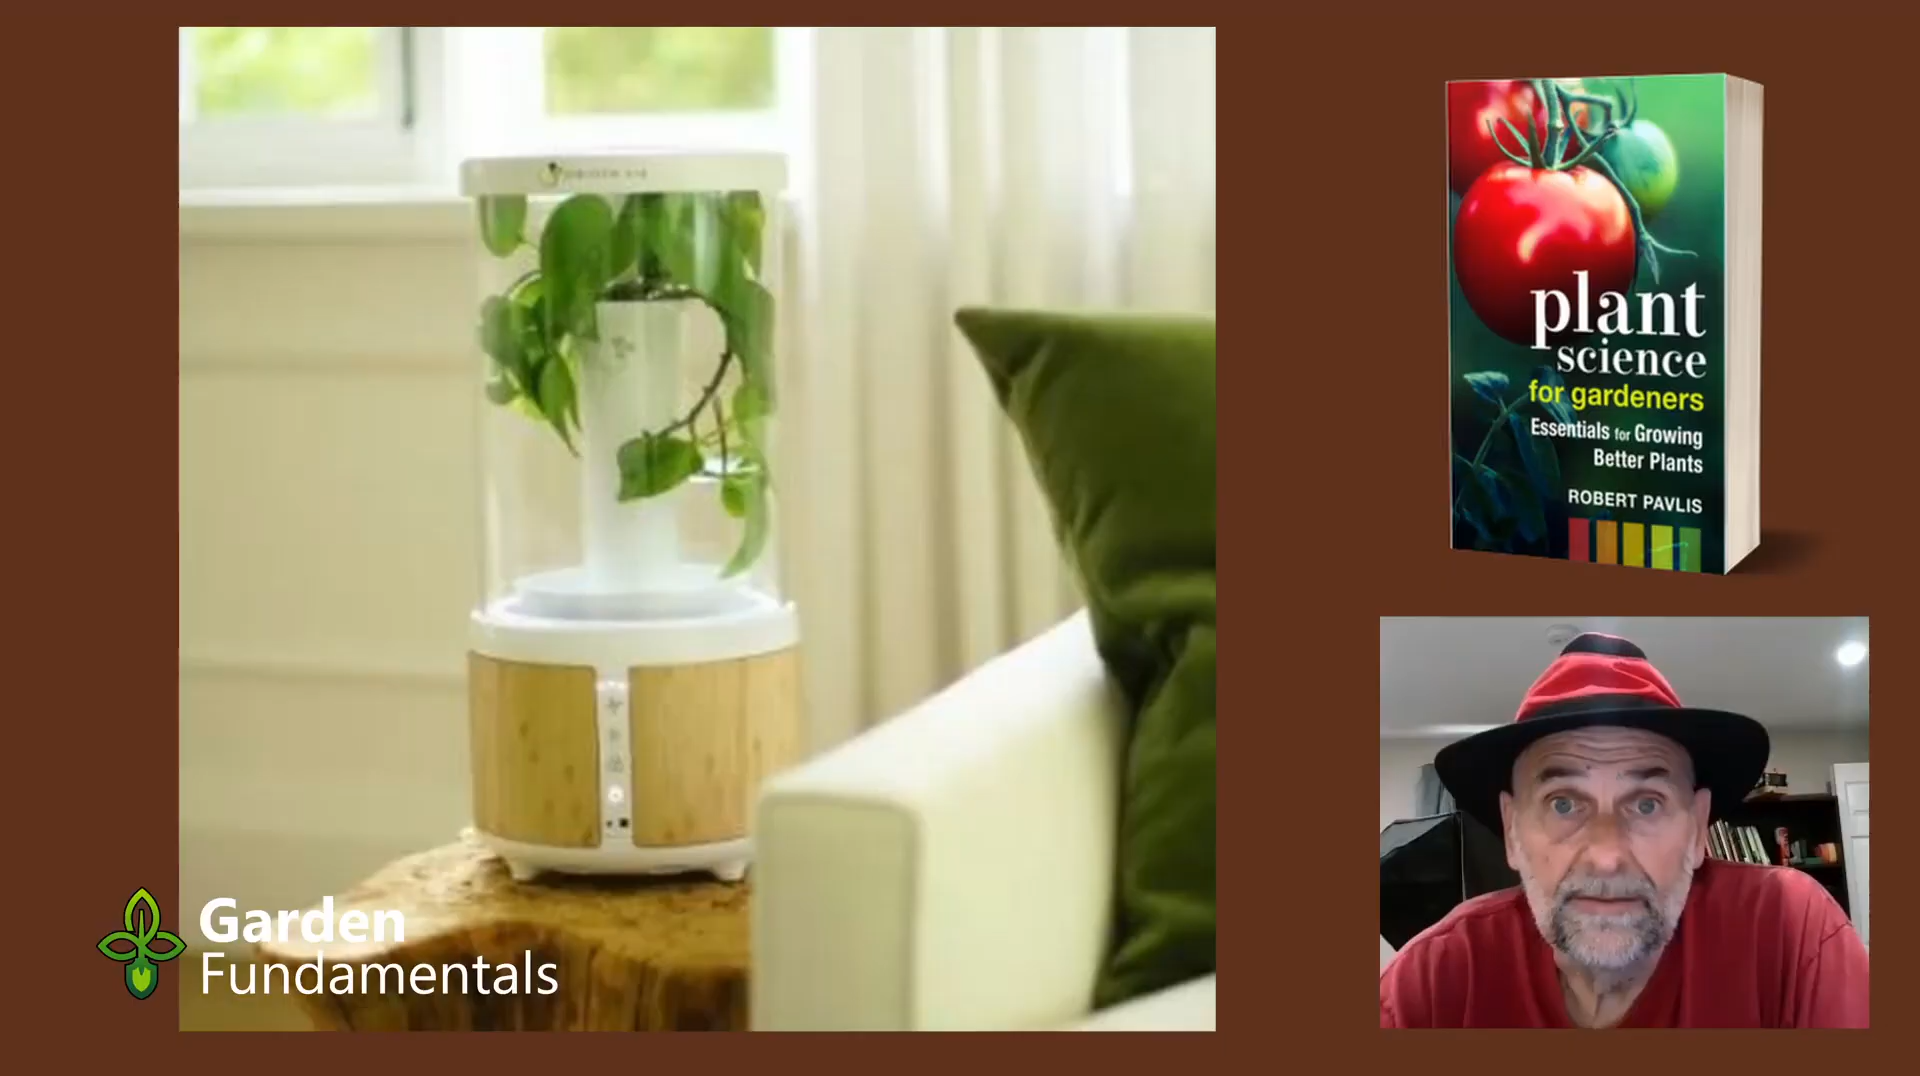 plant
science
for gardeners
Essentials for Growing
Better Plants
ROBERT PAVLIS
Garden
Fundamentals